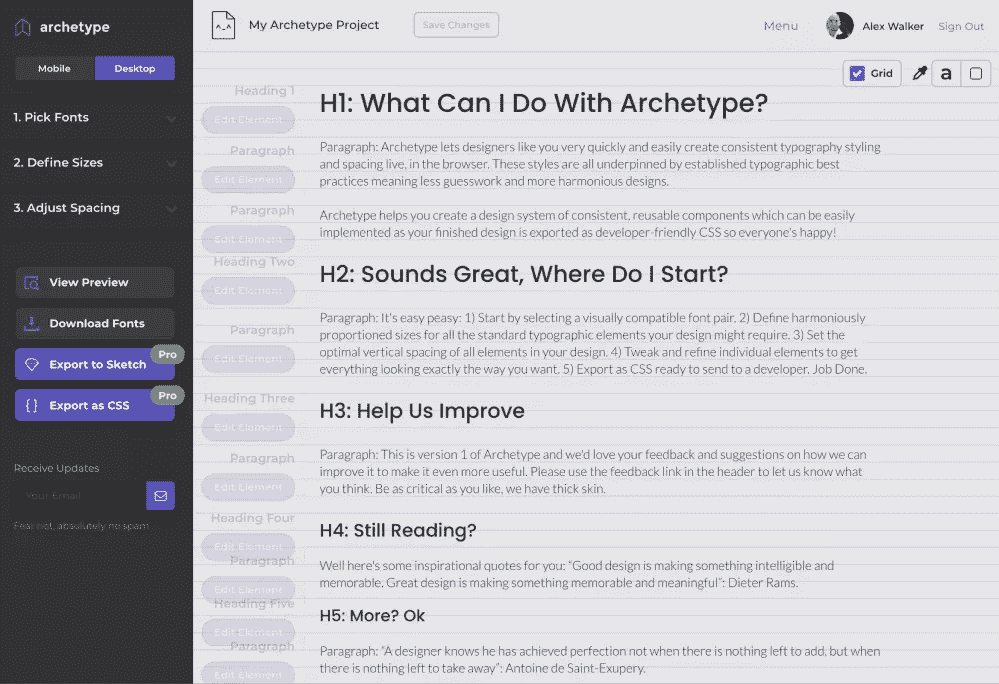 archetype
Mobile
Desktop
1. Pick Fonts
2. Define Sizes
3. Adjust Spacing
View Preview
Download Fonts
Export to Sketch
Pro
Export as CSS
Pro
Receive Updates
Your Email
Fear not, absolutely no spam
My Archetype Project
Save Changes
Menu
Alex Walker
Sign Out
Grid
a
Heading 1
Edit Element
H1: What Can I Do With Archetype?
Paragraph
Edit Element
Paragraph: Archetype lets designers like you very quickly and easily create consistent typography styling
and spacing live, in the browser. These styles are all underpinned by established typographic best
practices meaning less guesswork and more harmonious designs.
Paragraph
Edit Element
Archetype helps you create a design system of consistent, reusable components which can be easily
implemented as your finished design is exported as developer-friendly CSS so everyone's happy!
Heading Two
Edit Element
H2: Sounds Great, Where Do I Start?
Paragraph
Edit Element
Paragraph: It's easy peasy: 1) Start by selecting a visually compatible font pair. 2) Define harmoniously
proportioned sizes for all the standard typographic elements your design might require. 3) Set the
optimal vertical spacing of all elements in your design. 4) Tweak and refine individual elements to get
everything looking exactly the way you want. 5) Export as CSS ready to send to a developer. Job Done.
Heading Three
Edit Element
H3: Help Us Improve
Paragraph
Edit Element
Paragraph: This is version 1 of Archetype and we'd love your feedback and suggestions on how we can
improve it to make it even more useful. Please use the feedback link in the header to let us know what
you think. Be as critical as you like, we have thick skin.
Heading Four
Edit Element
H4: Still Reading?
Paragraph
Edit Element
Well here's some inspirational quotes for you: “Good design is making something intelligible and
memorable. Great design is making something memorable and meaningful”: Dieter Rams.
Heading Five
Edit Element
H5: More? Ok
Paragraph
Edit Element
Paragraph: “A designer knows he has achieved perfection not when there is nothing left to add, but when
there is nothing left to take away”: Antoine de Saint-Exupery.